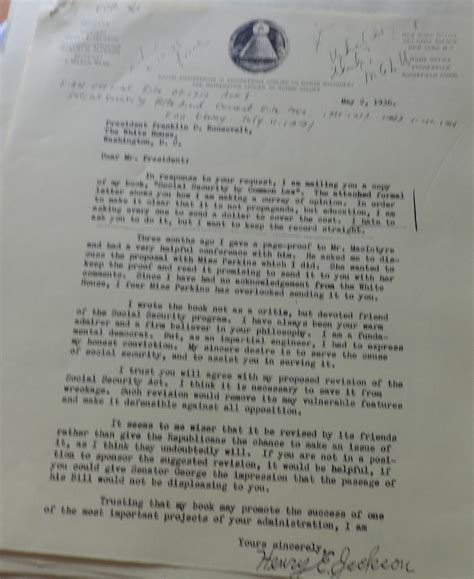 May 9, 1936.
President Franklin D. Roosevelt,
The White House,
Washington, D. C.
Dear Mr. President:
In response to your request, I am mailing you a copy
of my book, "Social Security by Common Law". The attached formal
letter shows you how I am making a survey of opinion. In order
to make it clear that it is not propaganda, but education, I am
asking every one to send a dollar to cover the cost. I hate to
ask you to do it, but I want to keep the record straight.
Three months ago I gave a page-proof to Mr. MacIntyre
and had a very helpful conference with him. He asked me to dis-
cuss the proposal with Miss Perkins which I did. She wanted to
keep the proof and read it promising to send it to you with her
comments. Since I have had no acknowledgement from the White
House, I fear Miss Perkins has overlooked sending it to you.
I wrote the book not as a critic, but devoted friend
of the Social Security program. I have always been your warm
admirer and a firm believer in your philosophy. I am a funda-
mental democrat. But, as an impartial engineer, I had to express
my honest conviction. My sincere desire is to serve the cause
of social security, and to assist you in serving it.
I trust you will agree with my proposed revision of the
Social Security Act. I think it is necessary to save it from
wreckage. Such revision would remove its may vulnerable features
and make it defensible against all opposition.
It seems to me wiser that it be revised by its friends
rather than give the Republicans the chance to make an issue of
it, as I think they undoubtedly will. If you are not in a posi-
tion to sponsor the suggested revision, it would be helpful, if
you could give Senator George the impression that the passage of
his Bill would not be displeasing to you.
Trusting that my book may promote the success of one
of the most important projects of your administration, I am
Yours sincerely,
Henry E. Jackson